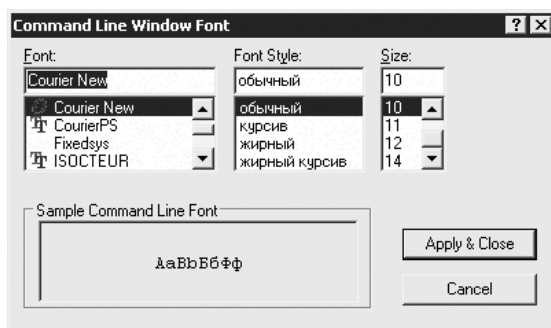 Command Line Window Font
Font: Font Style: Size:
Courier New обычный 10
Courier New обычный 10
CourierPS курсив 11
Fixedsys жирный 12
ISOCTEUR жирный курсив 14
Sample Command Line Font
AaBbБбФф
Apply & Close
Cancel